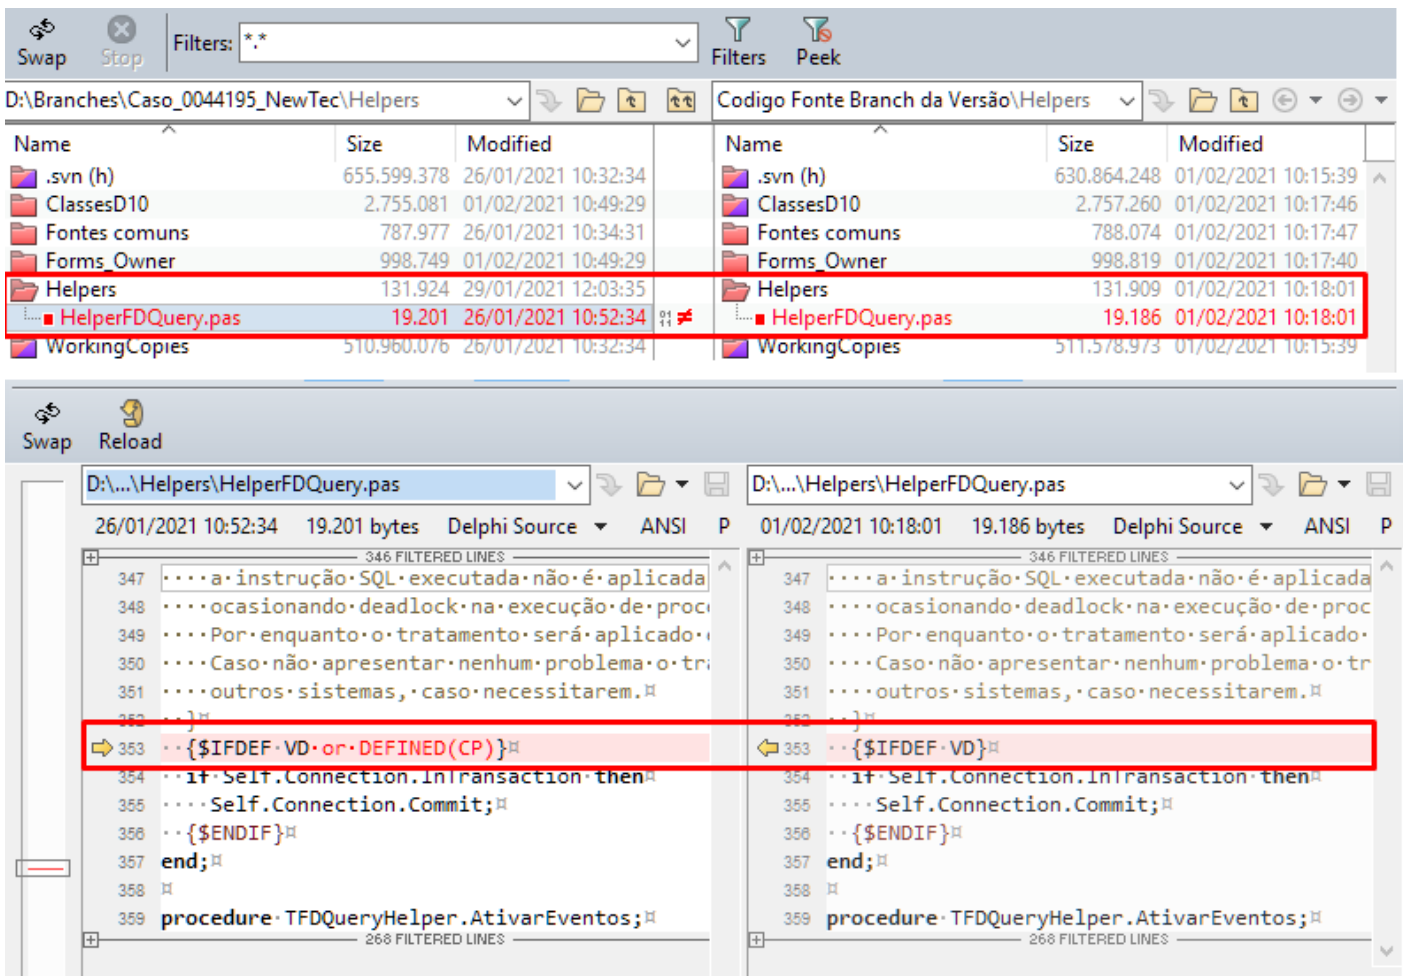 Swap Stop Filters: *.* Filters Peek
D:\Branches\Caso_0044195_NewTec\Helpers Codigo Fonte Branch da Versão\Helpers
Name Size Modified Name Size Modified
.svn (h) 655.599.378 26/01/2021 10:32:34 .svn (h) 630.864.248 01/02/2021 10:15:39
ClassesD10 2.755.081 01/02/2021 10:49:29 ClassesD10 2.757.260 01/02/2021 10:17:46
Fontes comuns 787.977 26/01/2021 10:34:31 Fontes comuns 788.074 01/02/2021 10:17:47
Forms_Owner 998.749 01/02/2021 10:49:29 Forms_Owner 998.819 01/02/2021 10:17:40
Helpers 131.924 29/01/2021 12:03:35 Helpers 131.909 01/02/2021 10:18:01
HelperFDQuery.pas 19.201 26/01/2021 10:52:34 HelperFDQuery.pas 19.186 01/02/2021 10:18:01
WorkingCopies 510.960.076 26/01/2021 10:32:34 WorkingCopies 511.578.973 01/02/2021 10:15:39
Swap Reload
D:\...\Helpers\HelperFDQuery.pas D:\...\Helpers\HelperFDQuery.pas
26/01/2021 10:52:34 19.201 bytes Delphi Source ANSI P 01/02/2021 10:18:01 19.186 bytes Delphi Source ANSI P
346 FILTERED LINES 346 FILTERED LINES
347 ····a·instrução·SQL·executada·não·é·aplicada 347 ····a·instrução·SQL·executada·não·é·aplicada
348 ····ocasionando·deadlock·na·execução·de·proc 348 ····ocasionando·deadlock·na·execução·de·proc
349 ····Por·enquanto·o·tratamento·será·aplicado· 349 ····Por·enquanto·o·tratamento·será·aplicado·
350 ····Caso·não·apresentar·nenhum·problema·o·tr 350 ····Caso·não·apresentar·nenhum·problema·o·tr
351 ····outros·sistemas,·caso·necessitarem.¤ 351 ····outros·sistemas,·caso·necessitarem.¤
352 ··}¤ 352 ··}¤
353 ··{$IFDEF·VD·or·DEFINED(CP)}¤ 353 ··{$IFDEF·VD}¤
354 ··if·Self.Connection.InTransaction·then¤ 354 ··if·Self.Connection.InTransaction·then¤
355 ····Self.Connection.Commit;¤ 355 ····Self.Connection.Commit;¤
356 ··{$ENDIF}¤ 356 ··{$ENDIF}¤
357 end;¤ 357 end;¤
358 ¤ 358 ¤
359 procedure·TFDQueryHelper.AtivarEventos;¤ 359 procedure·TFDQueryHelper.AtivarEventos;¤
268 FILTERED LINES 268 FILTERED LINES